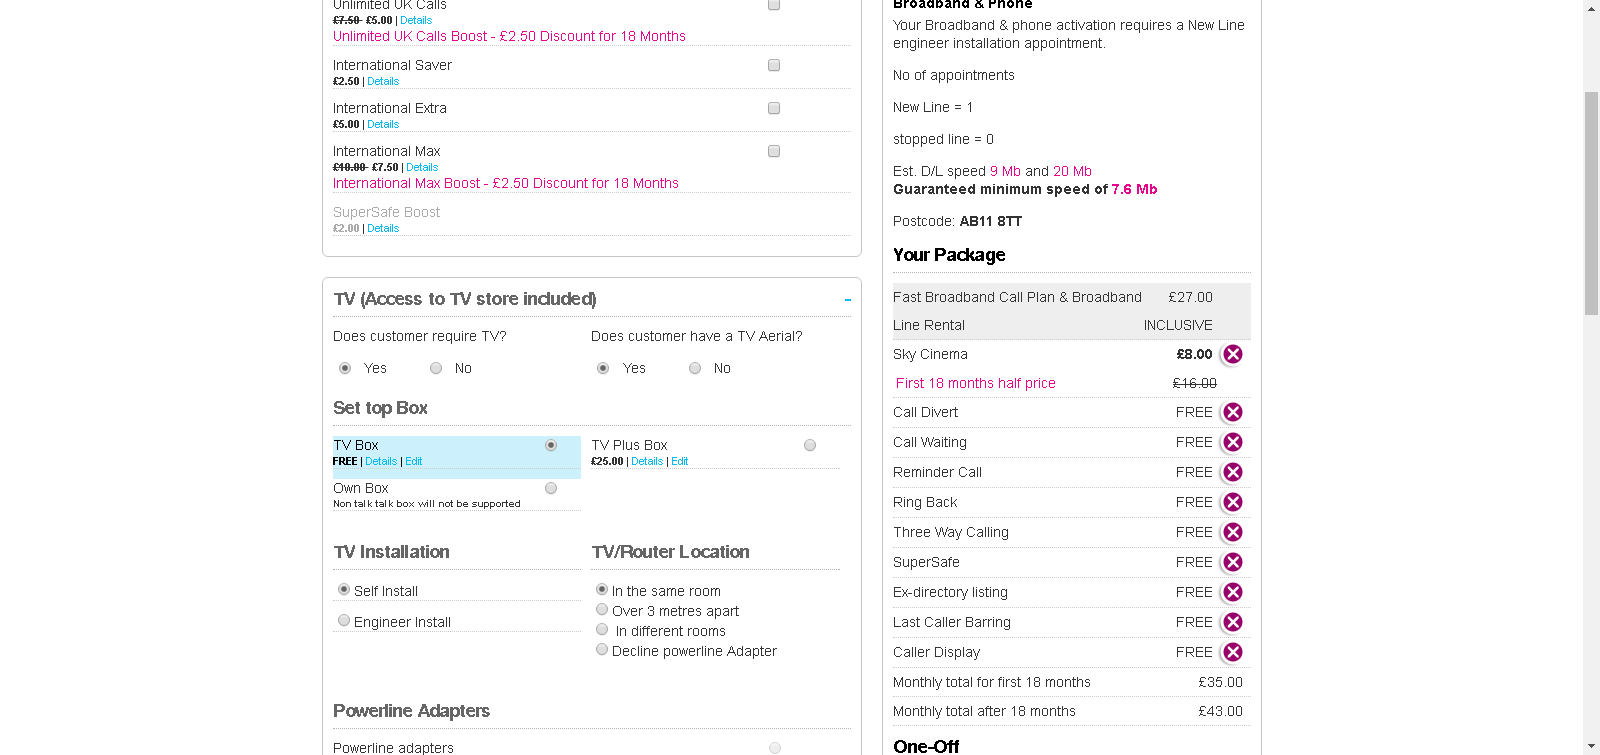 Unlimited UK Calls
£7.50 £5.00 | Details
Unlimited UK Calls Boost - £2.50 Discount for 18 Months
International Saver
£2.50 | Details
International Extra
£5.00 | Details
International Max
£10.00 £7.50 | Details
International Max Boost - £2.50 Discount for 18 Months
SuperSafe Boost
£2.00 | Details
TV (Access to TV store included)
-
Does customer require TV?
Does customer have a TV Aerial?
Yes
No
Yes
No
Set top Box
TV Box
FREE | Details | Edit
TV Plus Box
£25.00 | Details | Edit
Own Box
Non talk talk box will not be supported
TV Installation
Self Install
Engineer Install
TV/Router Location
In the same room
Over 3 metres apart
In different rooms
Decline powerline Adapter
Powerline Adapters
Powerline adapters
Broadband & Phone
Your Broadband & phone activation requires a New Line
engineer installation appointment.
No of appointments
New Line = 1
stopped line = 0
Est. D/L speed 9 Mb and 20 Mb
Guaranteed minimum speed of 7.6 Mb
Postcode: AB11 8TT
Your Package
Fast Broadband Call Plan & Broadband £27.00
Line Rental INCLUSIVE
Sky Cinema £8.00
First 18 months half price £16.00
Call Divert FREE
Call Waiting FREE
Reminder Call FREE
Ring Back FREE
Three Way Calling FREE
SuperSafe FREE
Ex-directory listing FREE
Last Caller Barring FREE
Caller Display FREE
Monthly total for first 18 months £35.00
Monthly total after 18 months £43.00
One-Off